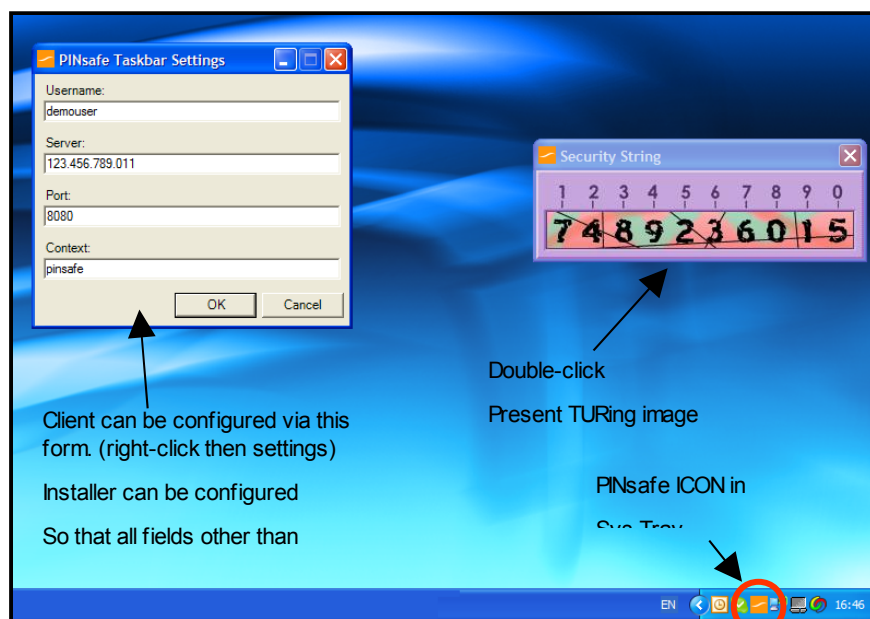 PINsafe Taskbar Settings
Username:
demouser
Server:
123.456.789.011
Port:
8080
Context:
pinsafe
OK Cancel
Security String
1 2 3 4 5 6 7 8 9 0
7 4 8 9 2 3 6 0 1 5
Double-click
Present TURing image
Client can be configured via this
form. (right-click then settings)
Installer can be configured
So that all fields other than
PINsafe ICON in
Sys Tray
EN 16:46